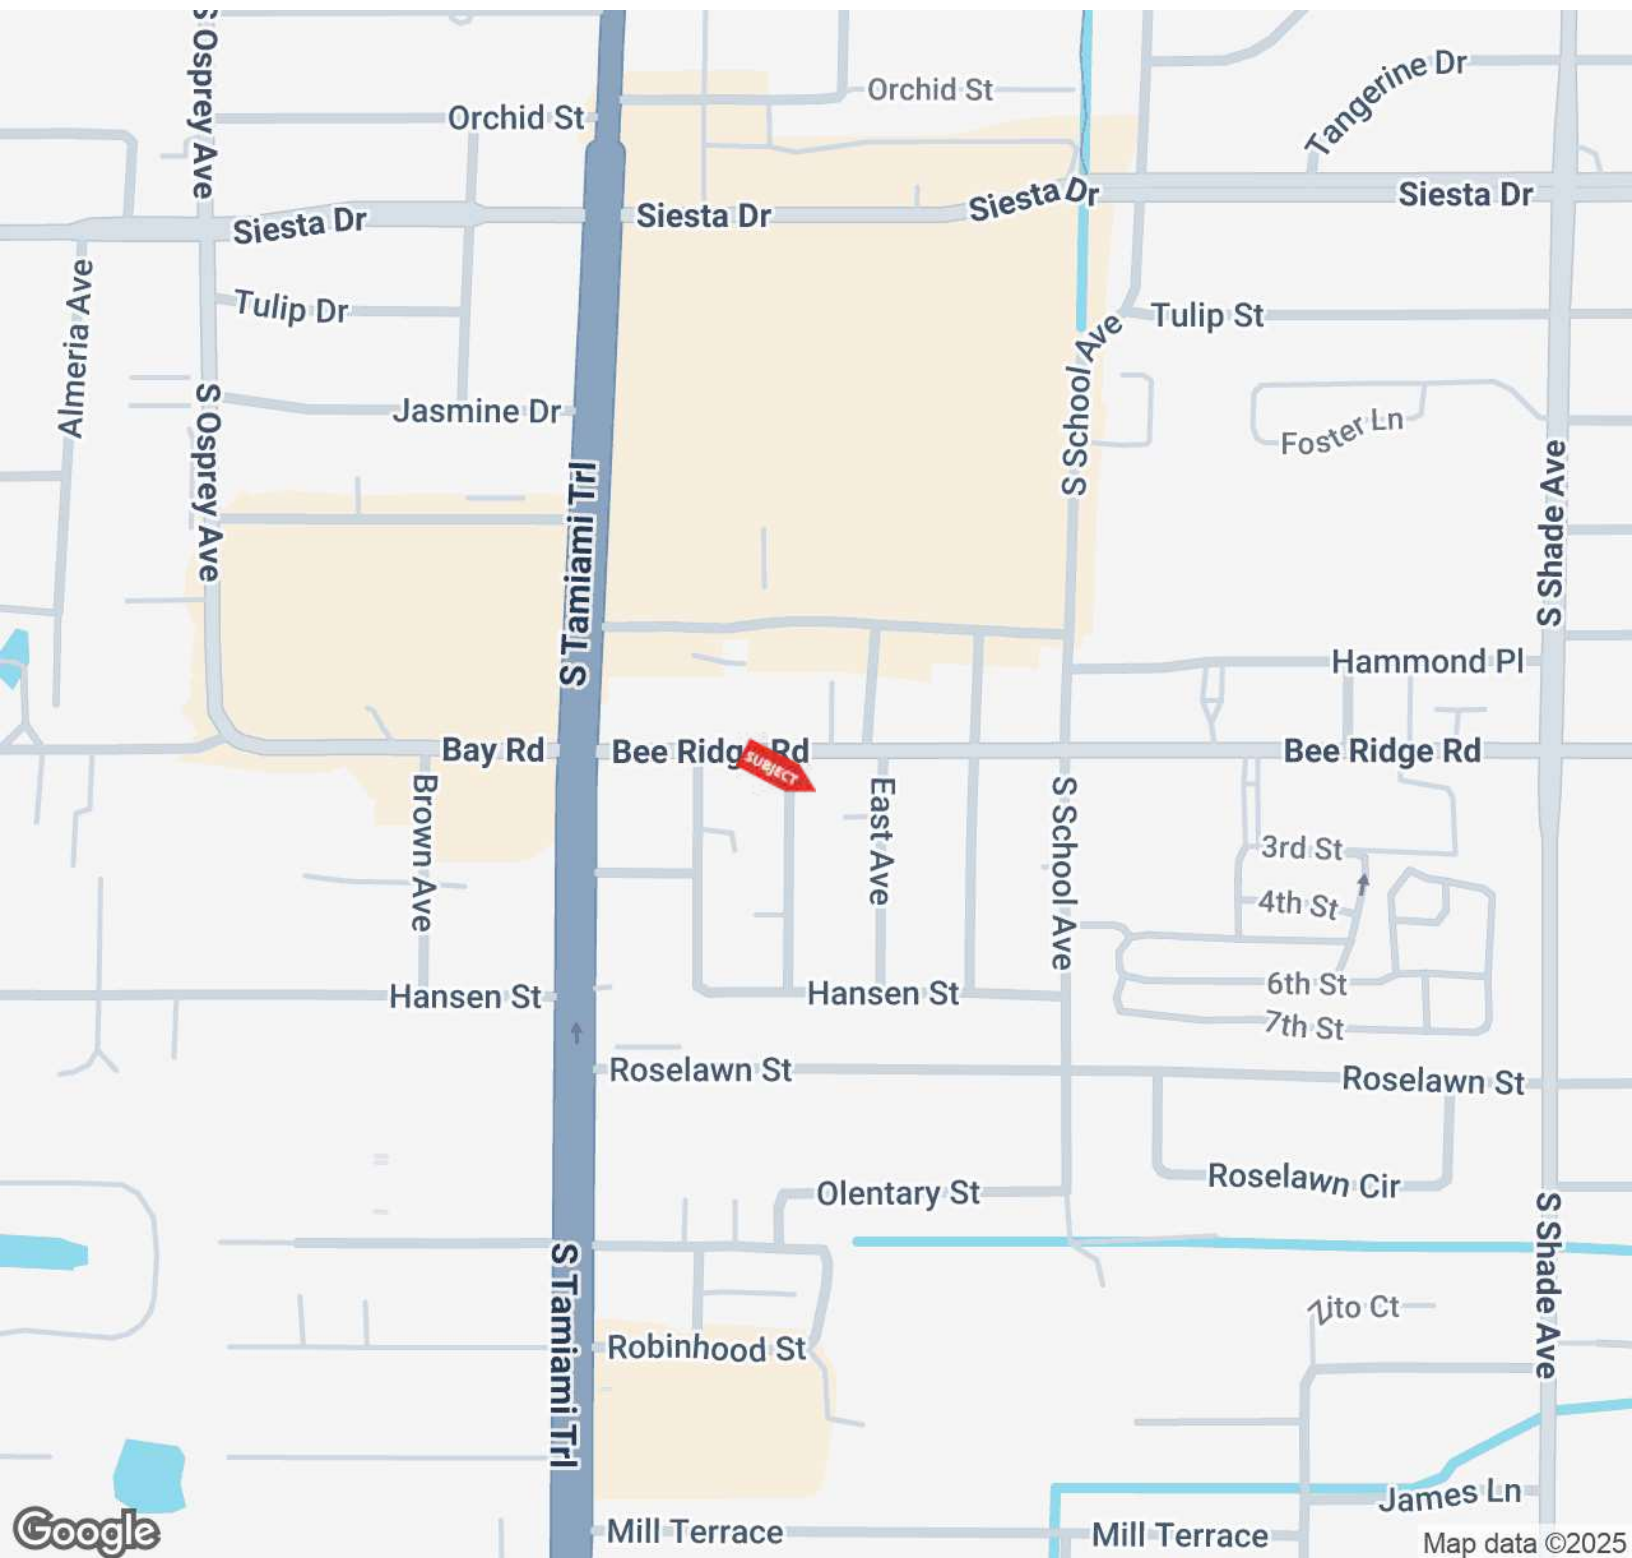 S Osprey Ave
Orchid St
Orchid St
Tangerine Dr
Siesta Dr
Siesta Dr
Siesta Dr
Siesta Dr
Almeria Ave
Tulip Dr
Tulip St
S School Ave
Jasmine Dr
S Osprey Ave
Foster Ln
S Tamiami Trl
S Shade Ave
Hammond Pl
Bay Rd
Bee Ridge Rd
Bee Ridge Rd
SUBJECT
Brown Ave
East Ave
S School Ave
3rd St
4th St
Hansen St
Hansen St
6th St
7th St
Roselawn St
Roselawn St
Olentary St
Roselawn Cir
S Tamiami Trl
S Shade Ave
Zito Ct
Robinhood St
James Ln
Google
Mill Terrace
Mill Terrace
Map data ©2025